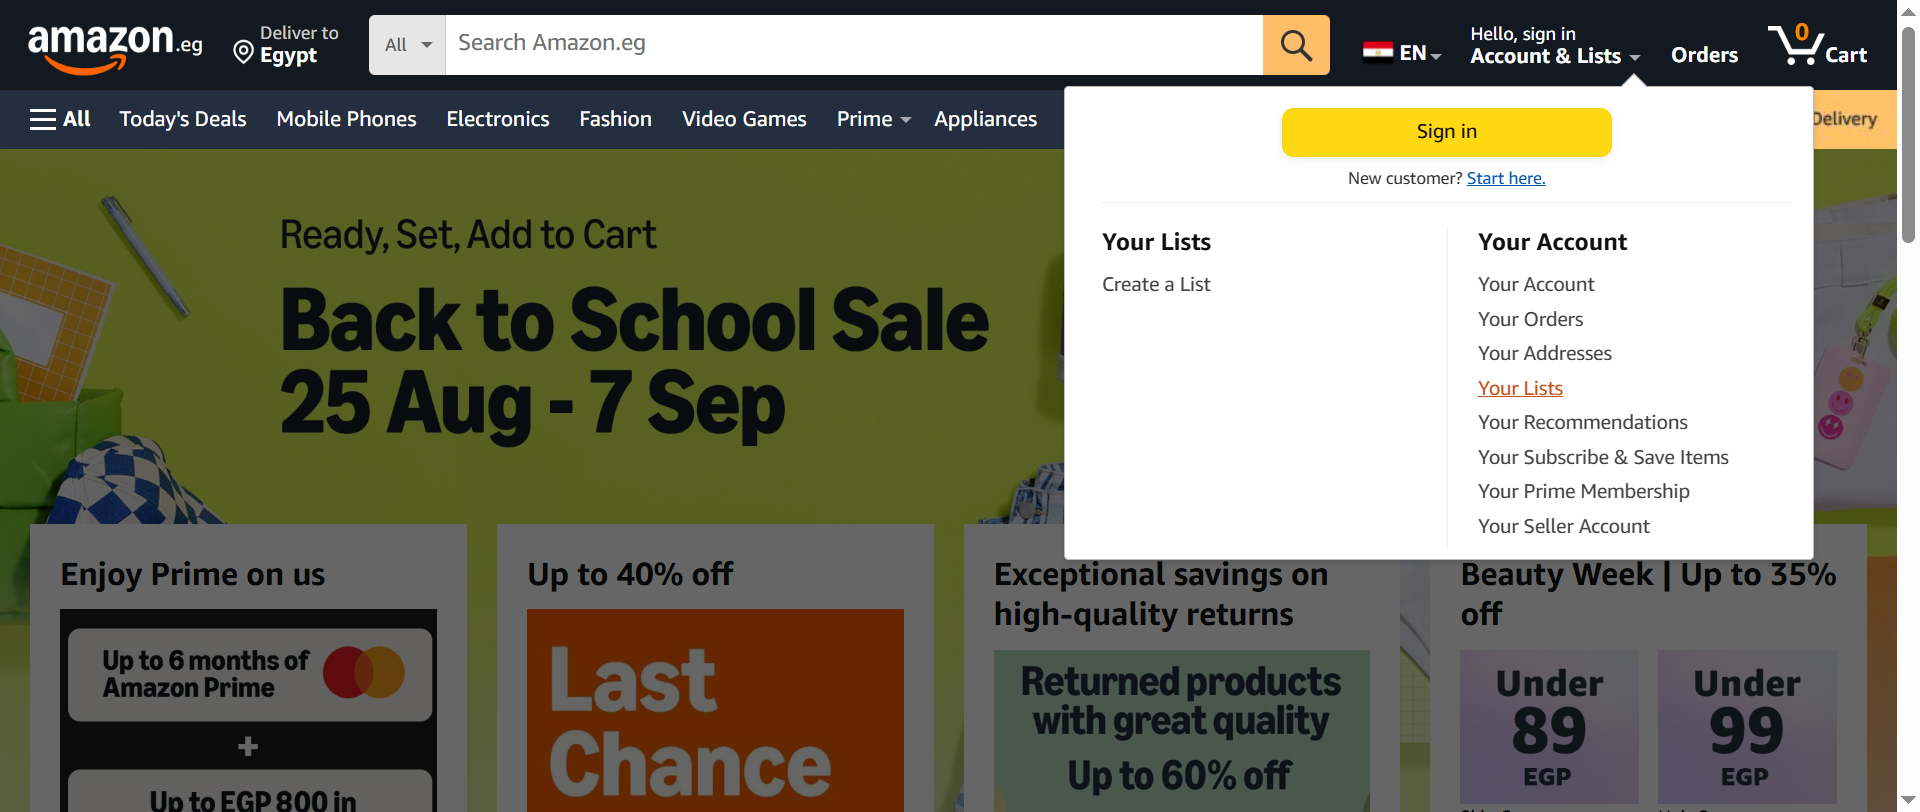 amazon.eg
Deliver to
Egypt
All
Search Amazon.eg
EN
Hello, sign in
Account & Lists
Orders
0
Cart
All
Today's Deals
Mobile Phones
Electronics
Fashion
Video Games
Prime
Appliances
Delivery
Sign in
New customer? Start here.
Your Lists
Create a List
Your Account
Your Account
Your Orders
Your Addresses
Your Lists
Your Recommendations
Your Subscribe & Save Items
Your Prime Membership
Your Seller Account
Ready, Set, Add to Cart
Back to School Sale
25 Aug - 7 Sep
Enjoy Prime on us
Up to 6 months of
Amazon Prime
+
Up to EGP 800 in
Up to 40% off
Last
Chance
Exceptional savings on
high-quality returns
Returned products
with great quality
Up to 60% off
Beauty Week | Up to 35%
off
Under
89
EGP
Under
99
EGP